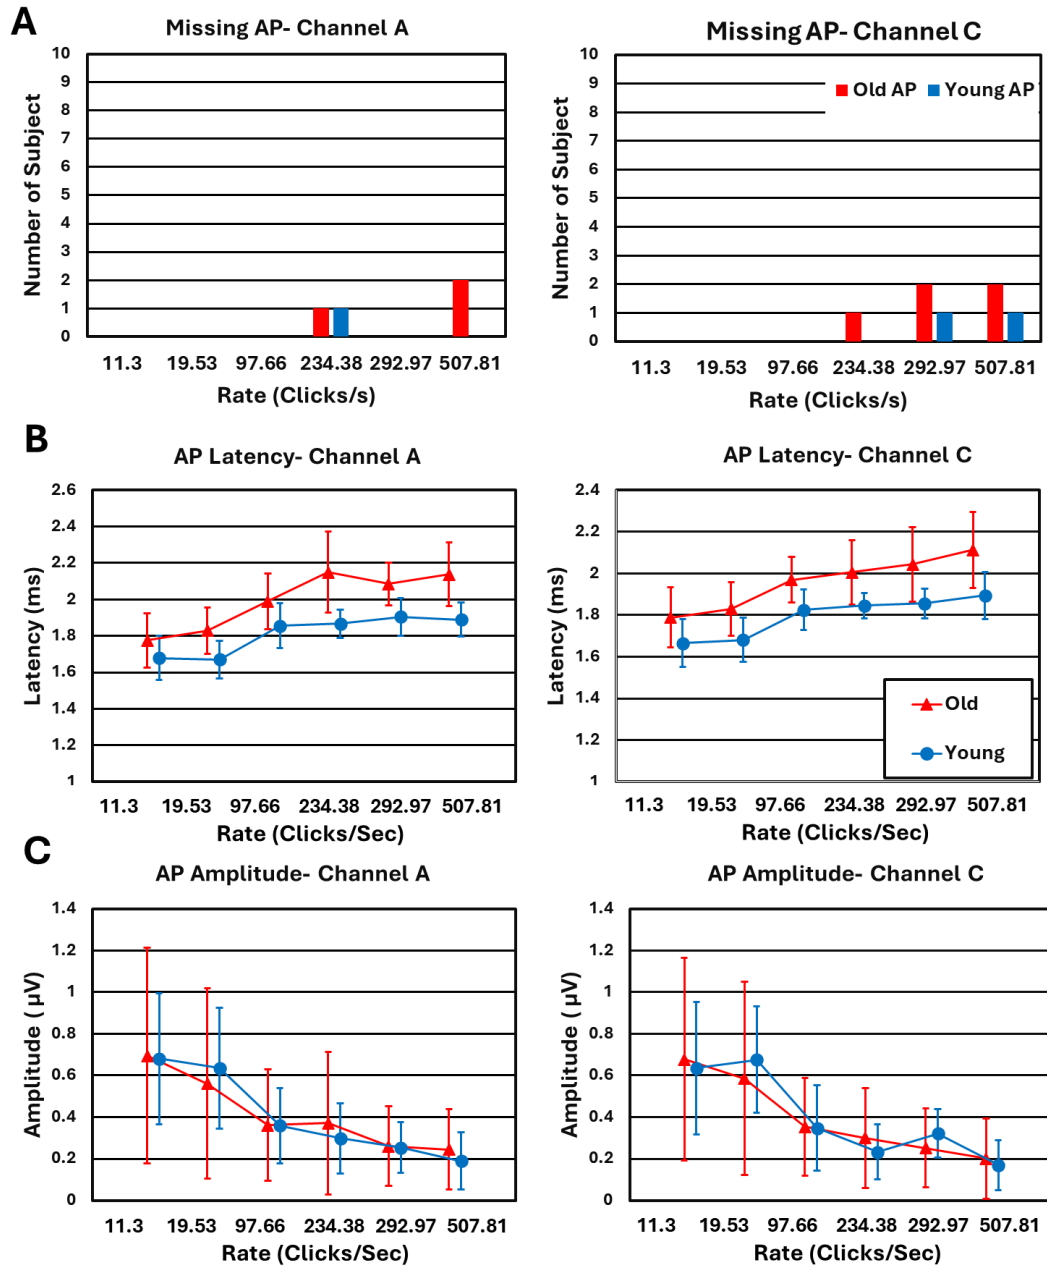 A
Missing AP- Channel A
10
9
8
7
6
5
4
3
2
1
0
Number of Subject
11.3 19.53 97.66 234.38 292.97 507.81
Rate (Clicks/s)
Missing AP- Channel C
Old AP Young AP
10
9
8
7
6
5
4
3
2
1
0
Number of Subject
11.3 19.53 97.66 234.38 292.97 507.81
Rate (Clicks/s)
B
AP Latency- Channel A
2.6
2.4
2.2
2
1.8
1.6
1.4
1.2
1
Latency (ms)
11.3 19.53 97.66 234.38 292.97 507.81
Rate (Clicks/Sec)
AP Latency- Channel C
2.4
2.2
2
1.8
1.6
1.4
1.2
1
Latency (ms)
Old
Young
11.3 19.53 97.66 234.38 292.97 507.81
Rate (Clicks/Sec)
C
AP Amplitude- Channel A
1.4
1.2
1
0.8
0.6
0.4
0.2
0
Amplitude ( µV)
11.3 19.53 97.66 234.38 292.97 507.81
Rate (Clicks/Sec)
AP Amplitude- Channel C
1.4
1.2
1
0.8
0.6
0.4
0.2
0
Amplitude ( µV)
11.3 19.53 97.66 234.38 292.97 507.81
Rate (Clicks/Sec)